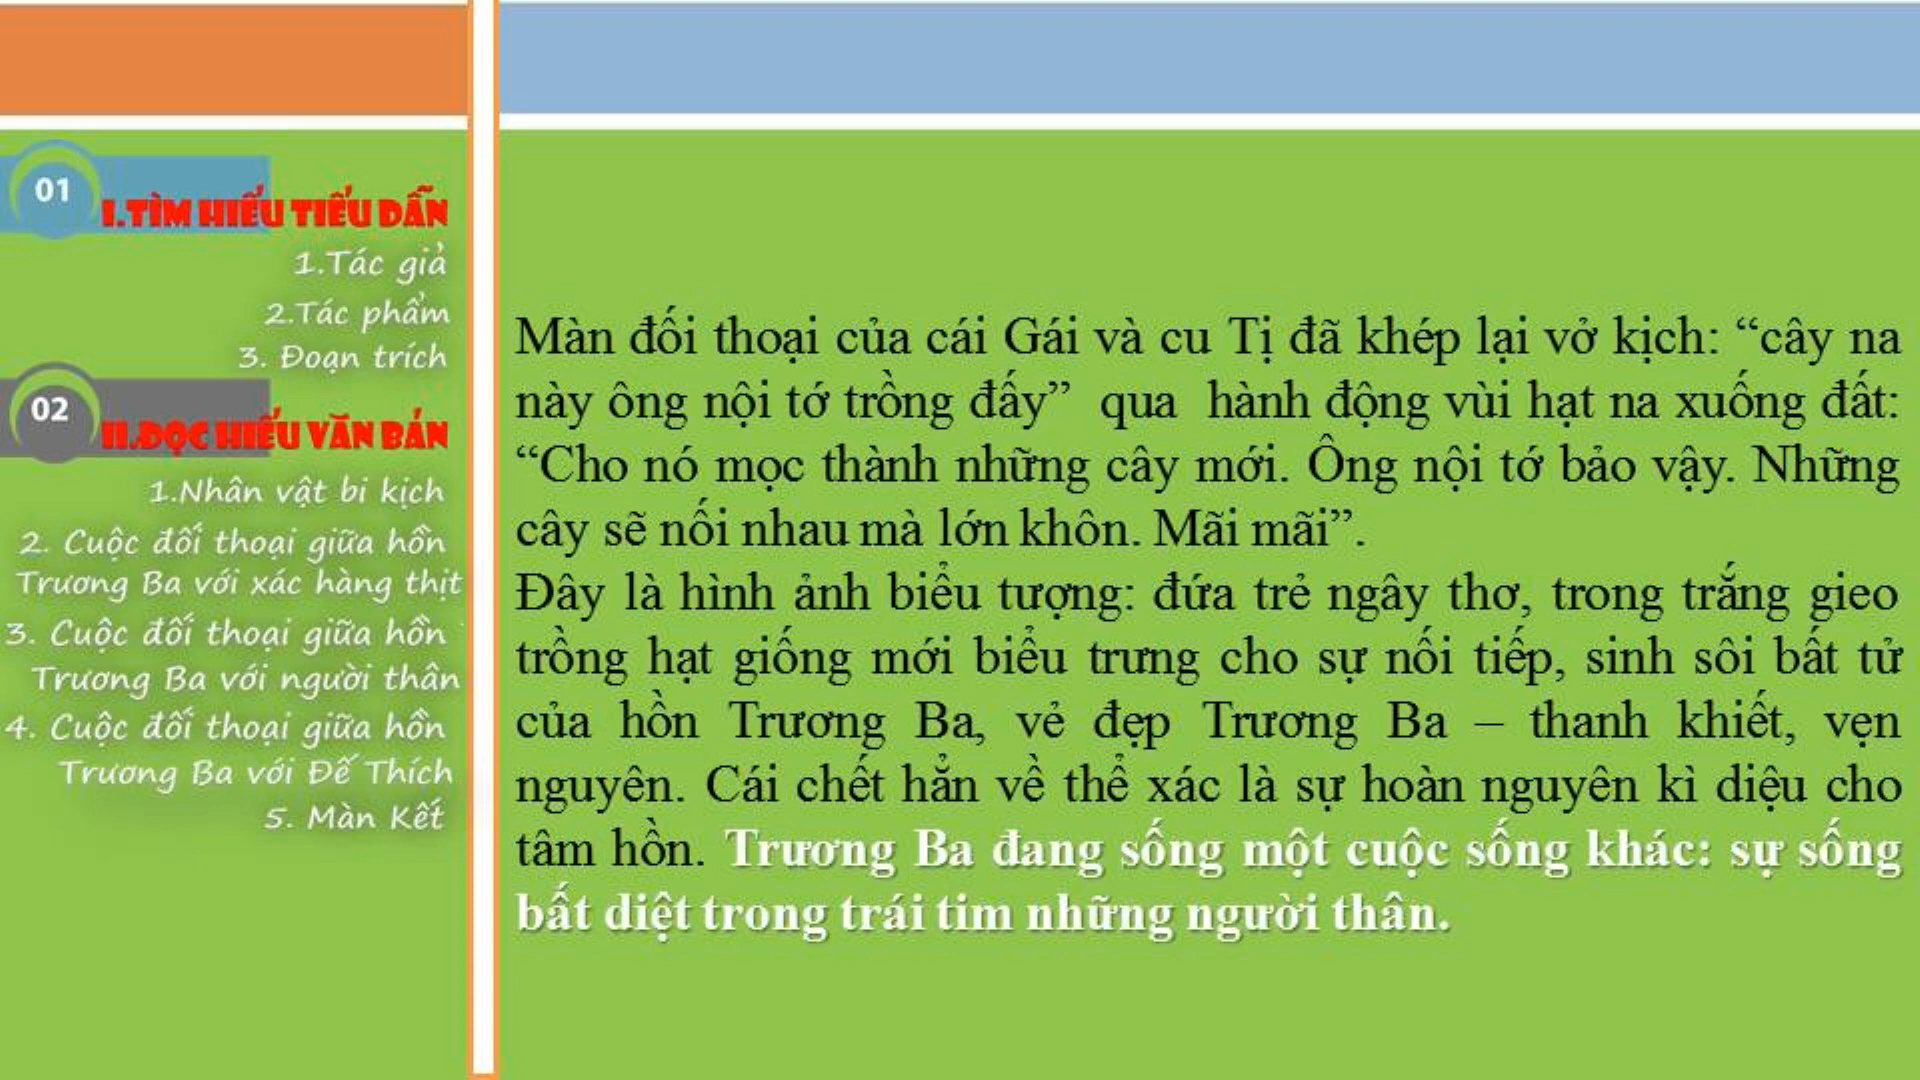 01
I.TÌM HIỂU TIỂU DẪN
1.Tác giả
2.Tác phẩm
3. Đoạn trích
02
II.ĐỌC HIỂU VĂN BẢN
1.Nhân vật bi kịch
2. Cuộc đối thoại giữa hồn
Trương Ba với xác hàng thịt
3. Cuộc đối thoại giữa hồn
Trương Ba với người thân
4. Cuộc đối thoại giữa hồn
Trương Ba với Đế Thích
5. Màn Kết
Màn đối thoại của cái Gái và cu Tị đã khép lại vở kịch: “cây na
này ông nội tớ trồng đấy” qua hành động vùi hạt na xuống đất:
“Cho nó mọc thành những cây mới. Ông nội tớ bảo vậy. Những
cây sẽ nối nhau mà lớn khôn. Mãi mãi”.
Đây là hình ảnh biểu tượng: đứa trẻ ngây thơ, trong trắng gieo
trồng hạt giống mới biểu trưng cho sự nối tiếp, sinh sôi bất tử
của hồn Trương Ba, vẻ đẹp Trương Ba – thanh khiết, vẹn
nguyên. Cái chết hẳn về thể xác là sự hoàn nguyên kì diệu cho
tâm hồn. Trương Ba đang sống một cuộc sống khác: sự sống
bất diệt trong trái tim những người thân.